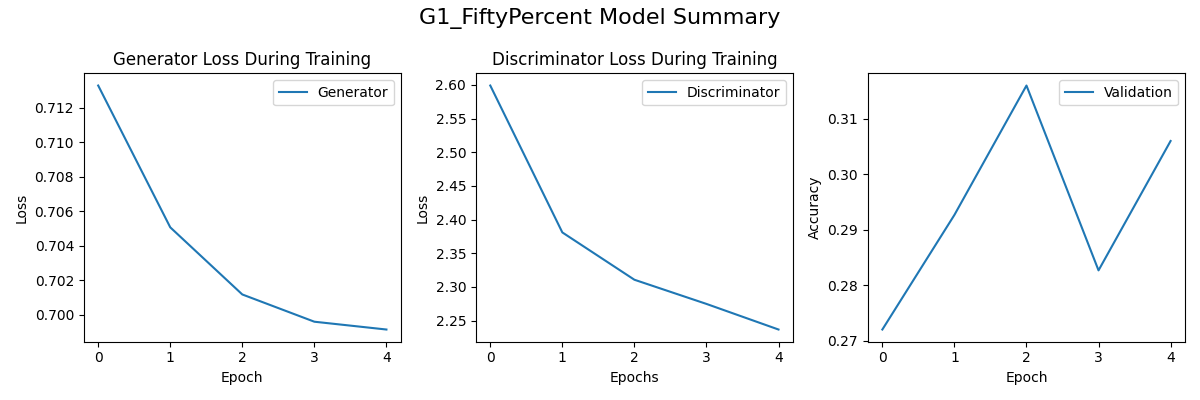 G1_FiftyPercent Model Summary
Generator Loss During Training
Generator
0.712
0.710
0.708
0.706
0.704
0.702
0.700
Loss
0 1 2 3 4
Epoch
Discriminator Loss During Training
Discriminator
2.60
2.55
2.50
2.45
2.40
2.35
2.30
2.25
Loss
0 1 2 3 4
Epochs
Validation
0.31
0.30
0.29
0.28
0.27
Accuracy
0 1 2 3 4
Epoch